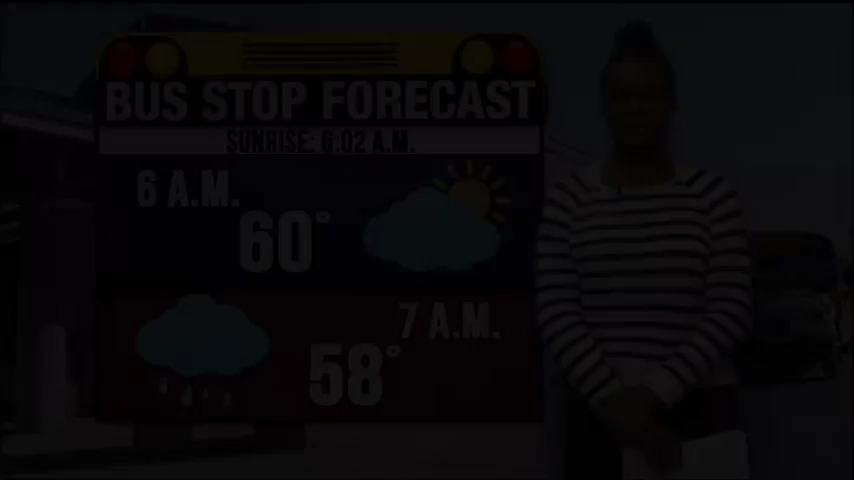 BUS STOP FORECAST
SUNRISE: 6:02 A.M.
6 A.M.
60°
7 A.M.
58°